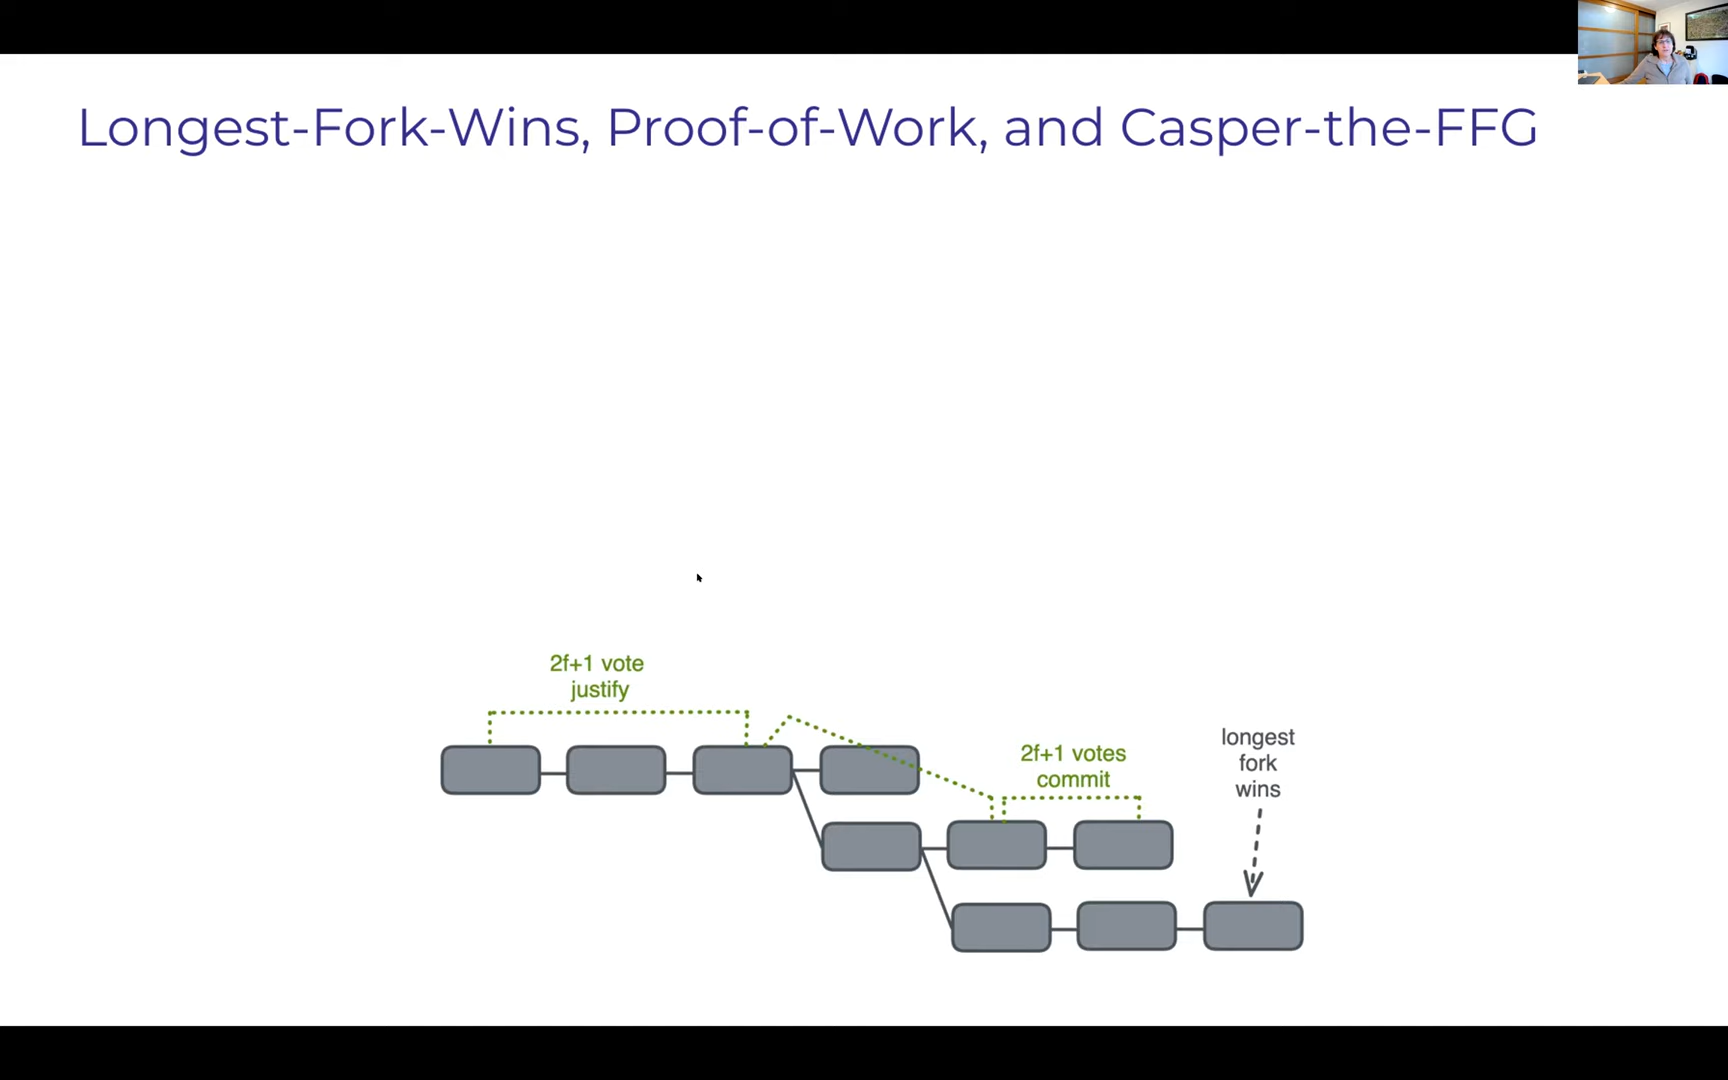 Longest-Fork-Wins, Proof-of-Work, and Casper-the-FFG
2f+1 vote
justify
2f+1 votes
commit
longest
fork
wins